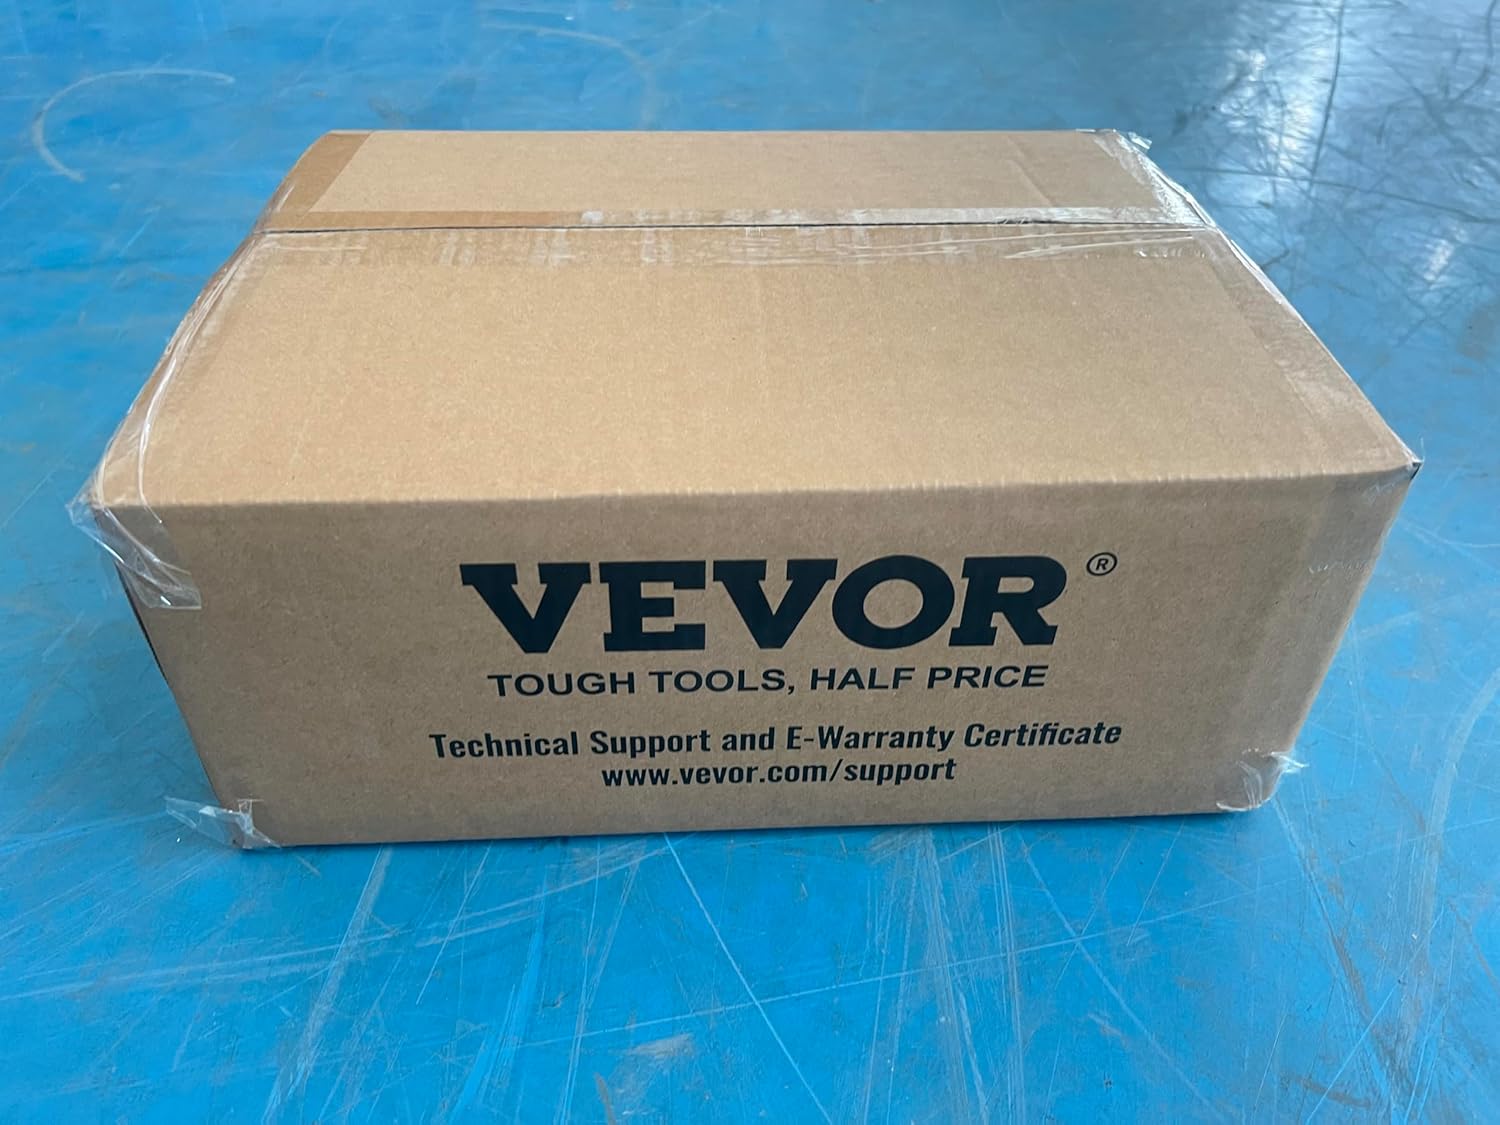 VEVOR®
TOUGH TOOLS, HALF PRICE
Technical Support and E-Warranty Certificate
www.vevor.com/support